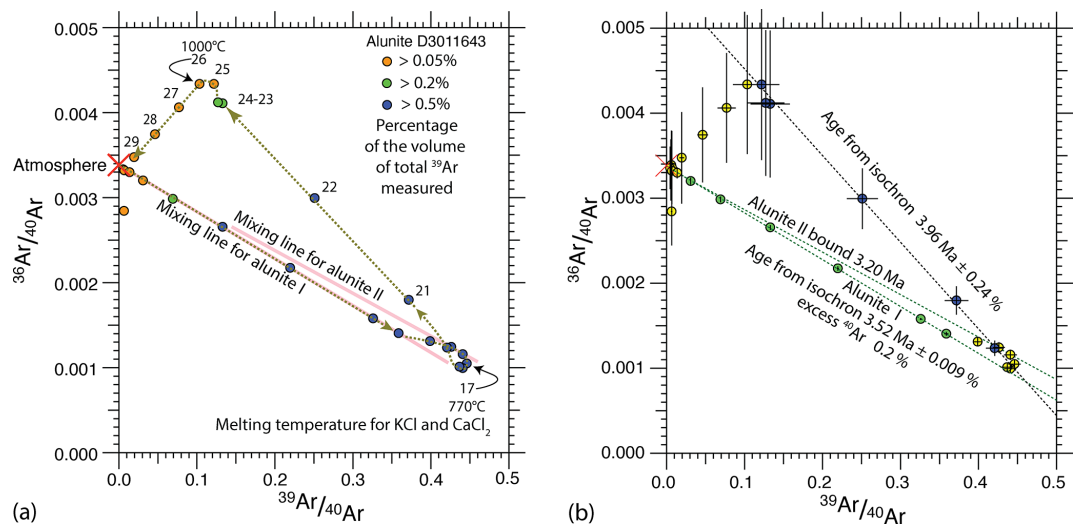 0.005
0.004
0.003
0.002
0.001
0.000
Atmosphere
³⁶Ar/⁴⁰Ar
1000°C
26
25
24-23
27
28
29
22
21
17
770°C
Alunite D3011643
> 0.05%
> 0.2%
> 0.5%
Percentage
of the volume
of total ³⁹Ar
measured
Mixing line for alunite II
Mixing line for alunite I
Melting temperature for KCl and CaCl₂
0.0 0.1 0.2 0.3 0.4 0.5
³⁹Ar/⁴⁰Ar
(a)
0.005
0.004
0.003
0.002
0.001
0.000
³⁶Ar/⁴⁰Ar
Age from isochron 3.96 Ma ± 0.24 %
Alunite II bound 3.20 Ma
Alunite I
Age from isochron 3.52 Ma ± 0.009 %
excess ⁴⁰Ar 0.2 %
0.0 0.1 0.2 0.3 0.4 0.5
³⁹Ar/⁴⁰Ar
(b)